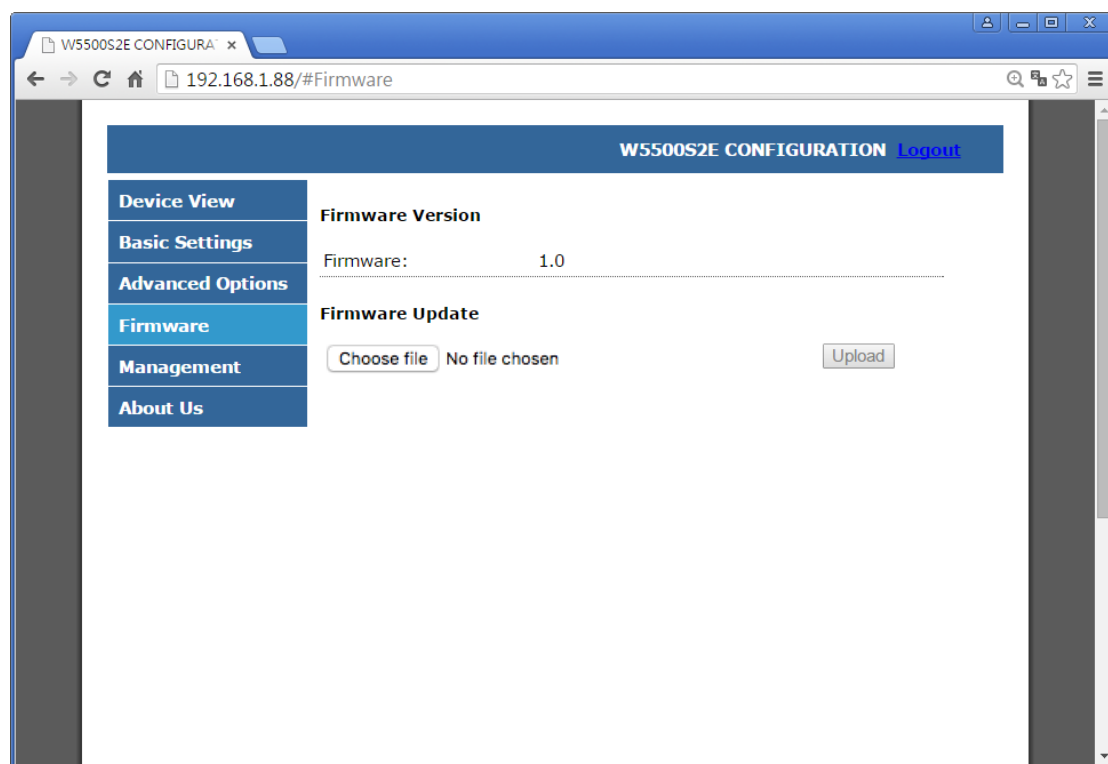 W5500S2E CONFIGURA
192.168.1.88/#Firmware
W5500S2E CONFIGURATION Logout
Device View
Basic Settings
Advanced Options
Firmware
Management
About Us
Firmware Version
Firmware: 1.0
Firmware Update
Choose file No file chosen Upload